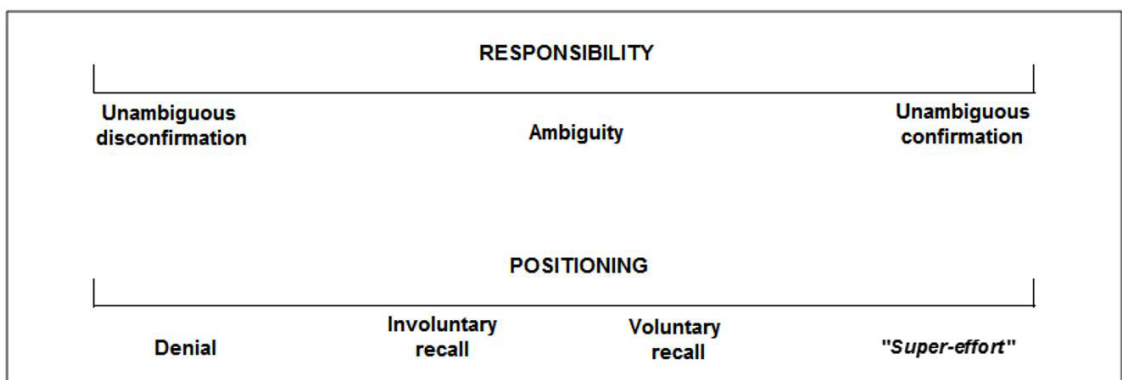 RESPONSIBILITY
Unambiguous
disconfirmation
Ambiguity
Unambiguous
confirmation
POSITIONING
Denial
Involuntary
recall
Voluntary
recall
"Super-effort"